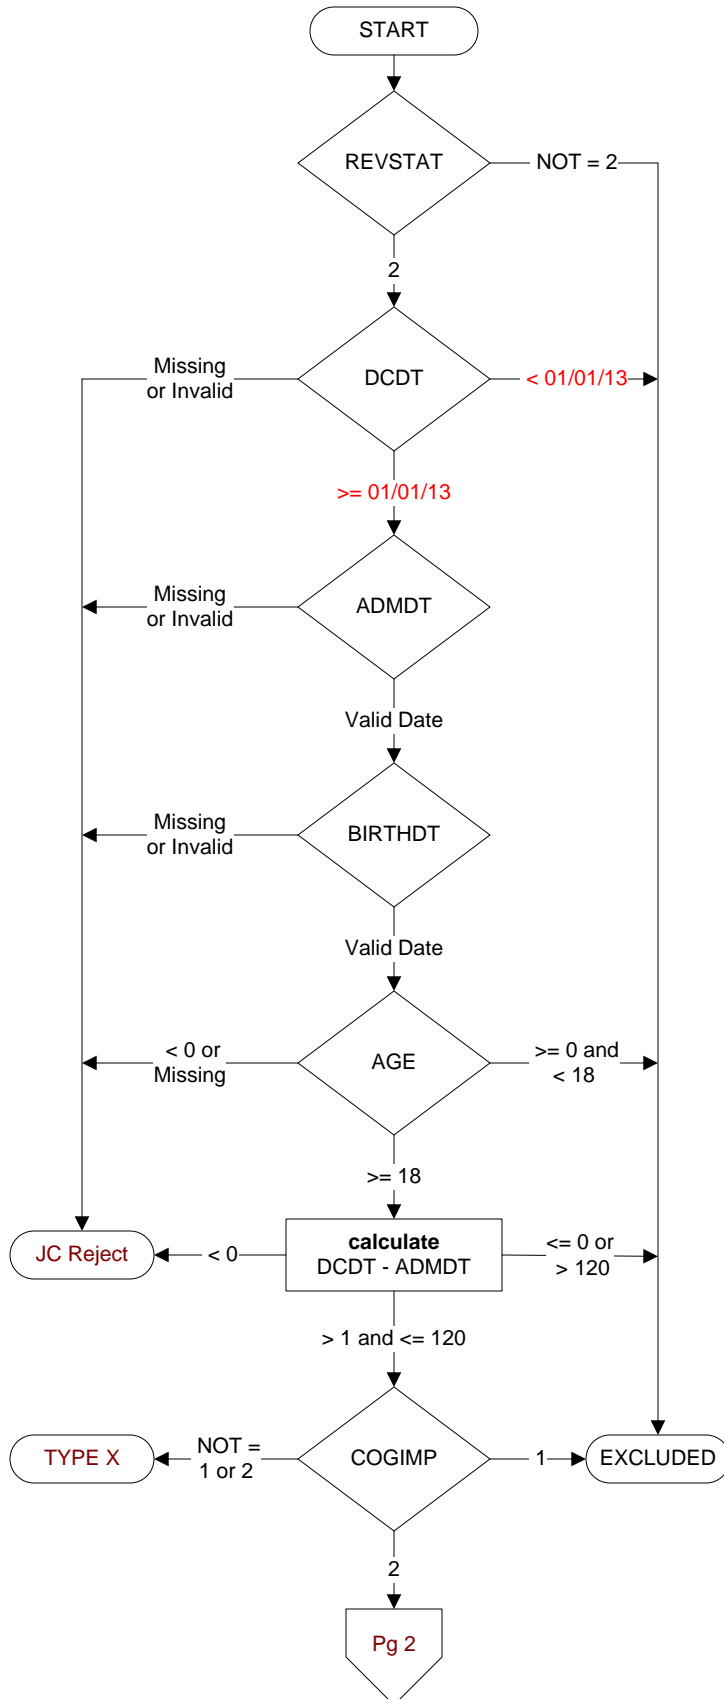 START
REVSTAT
NOT = 2
2
Missing
or Invalid
DCDT
< 01/01/13
>= 01/01/13
Missing
or Invalid
ADMDT
Valid Date
Missing
or Invalid
BIRTHDT
Valid Date
< 0 or
Missing
AGE
>= 0 and
< 18
>= 18
JC Reject
< 0
calculate
DCDT - ADMDT
<= 0 or
> 120
> 1 and <= 120
TYPE X
NOT =
1 or 2
COGIMP
1
EXCLUDED
2
Pg 2